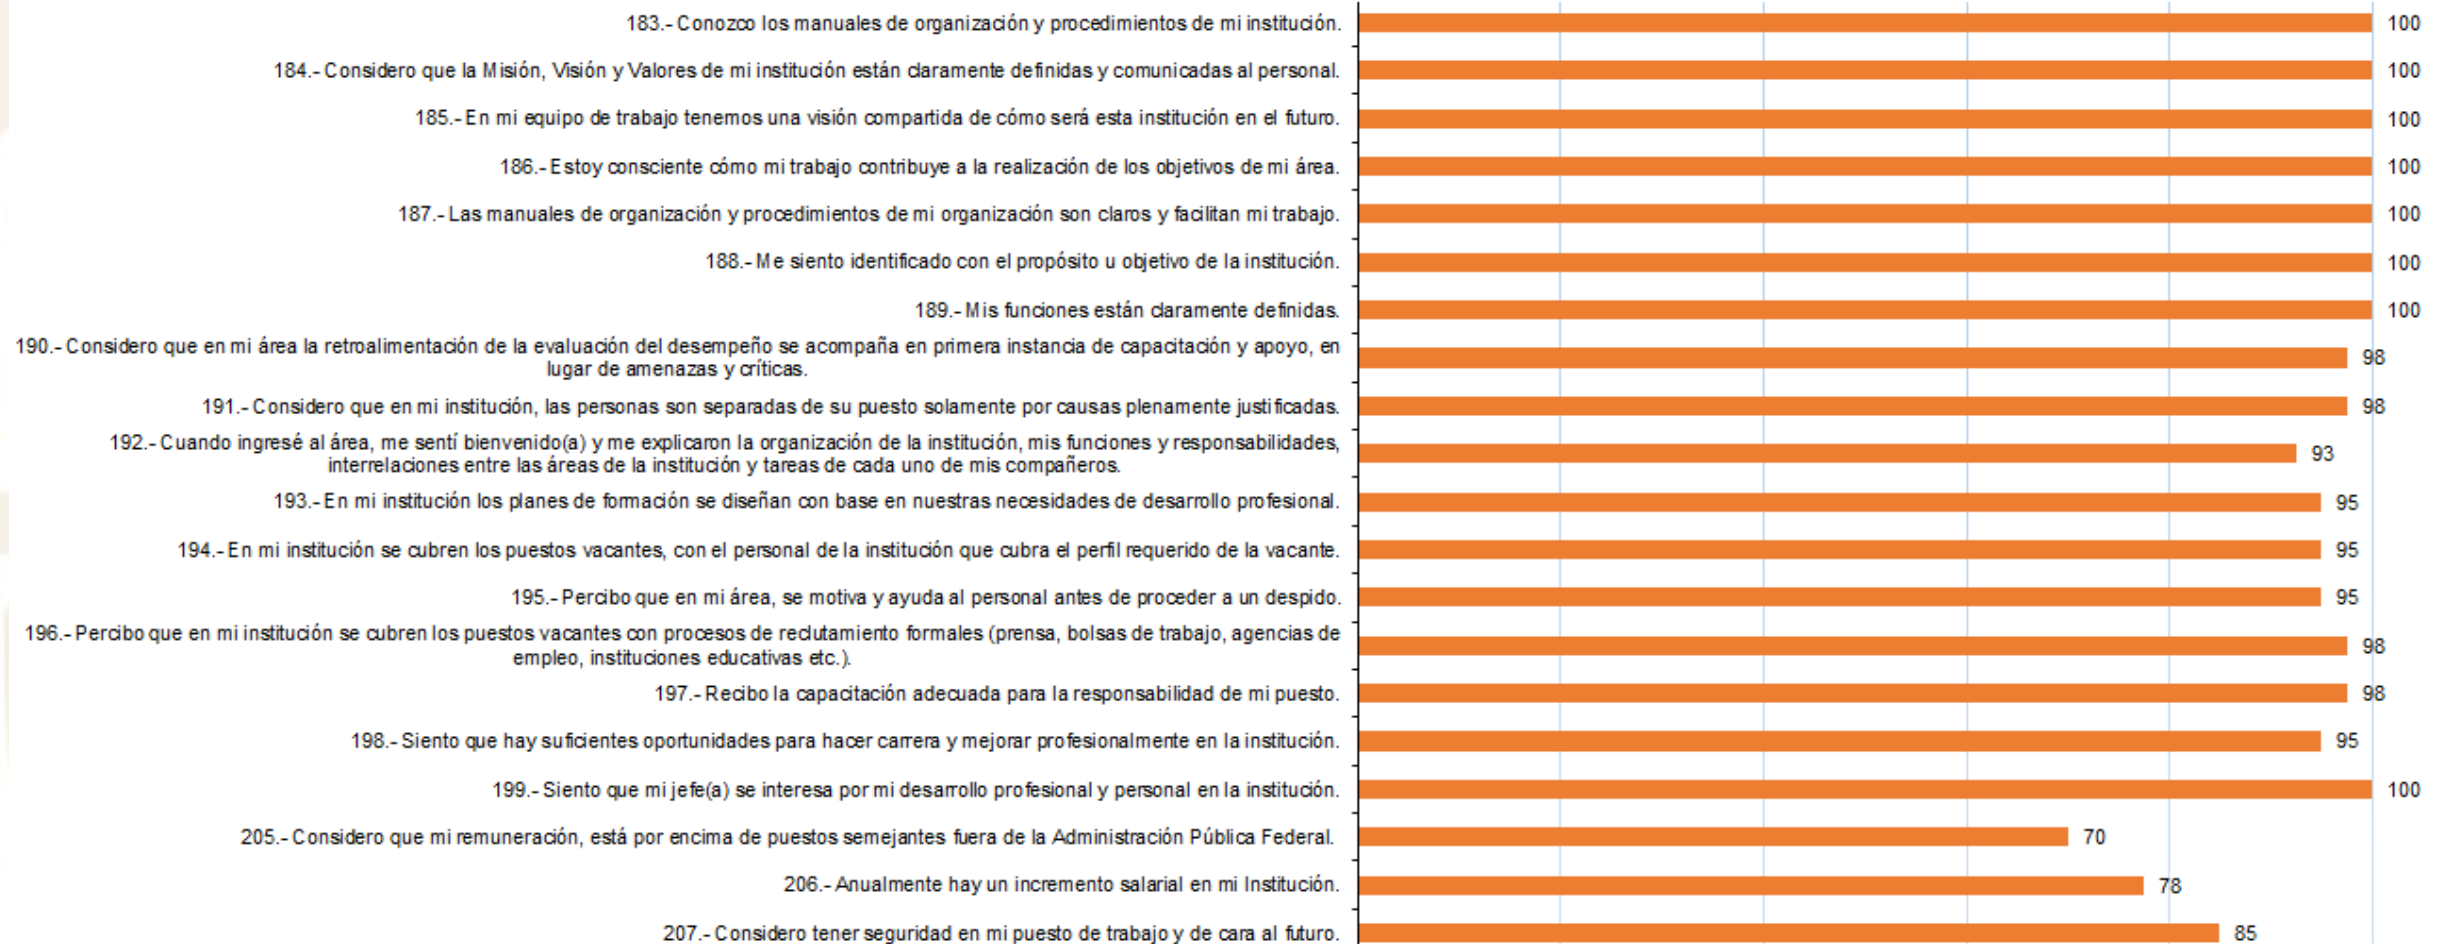 183.- Conozco los manuales de organización y procedimientos de mi institución. 100
184.- Considero que la Misión, Visión y Valores de mi institución están claramente definidas y comunicadas al personal. 100
185.- En mi equipo de trabajo tenemos una visión compartida de cómo será esta institución en el futuro. 100
186.- Estoy consciente cómo mi trabajo contribuye a la realización de los objetivos de mi área. 100
187.- Las manuales de organización y procedimientos de mi organización son claros y facilitan mi trabajo. 100
188.- Me siento identificado con el propósito u objetivo de la institución. 100
189.- Mis funciones están claramente definidas. 100
190.- Considero que en mi área la retroalimentación de la evaluación del desempeño se acompaña en primera instancia de capacitación y apoyo, en
lugar de amenazas y críticas. 98
191.- Considero que en mi institución, las personas son separadas de su puesto solamente por causas plenamente justificadas. 98
192.- Cuando ingresé al área, me sentí bienvenido(a) y me explicaron la organización de la institución, mis funciones y responsabilidades,
interrelaciones entre las áreas de la institución y tareas de cada uno de mis compañeros. 93
193.- En mi institución los planes de formación se diseñan con base en nuestras necesidades de desarrollo profesional. 95
194.- En mi institución se cubren los puestos vacantes, con el personal de la institución que cubra el perfil requerido de la vacante. 95
195.- Percibo que en mi área, se motiva y ayuda al personal antes de proceder a un despido. 95
196.- Percibo que en mi institución se cubren los puestos vacantes con procesos de reclutamiento formales (prensa, bolsas de trabajo, agencias de
empleo, instituciones educativas etc.). 98
197.- Recibo la capacitación adecuada para la responsabilidad de mi puesto. 98
198.- Siento que hay suficientes oportunidades para hacer carrera y mejorar profesionalmente en la institución. 95
199.- Siento que mi jefe(a) se interesa por mi desarrollo profesional y personal en la institución. 100
205.- Considero que mi remuneración, está por encima de puestos semejantes fuera de la Administración Pública Federal. 70
206.- Anualmente hay un incremento salarial en mi Institución. 78
207.- Considero tener seguridad en mi puesto de trabajo y de cara al futuro. 85